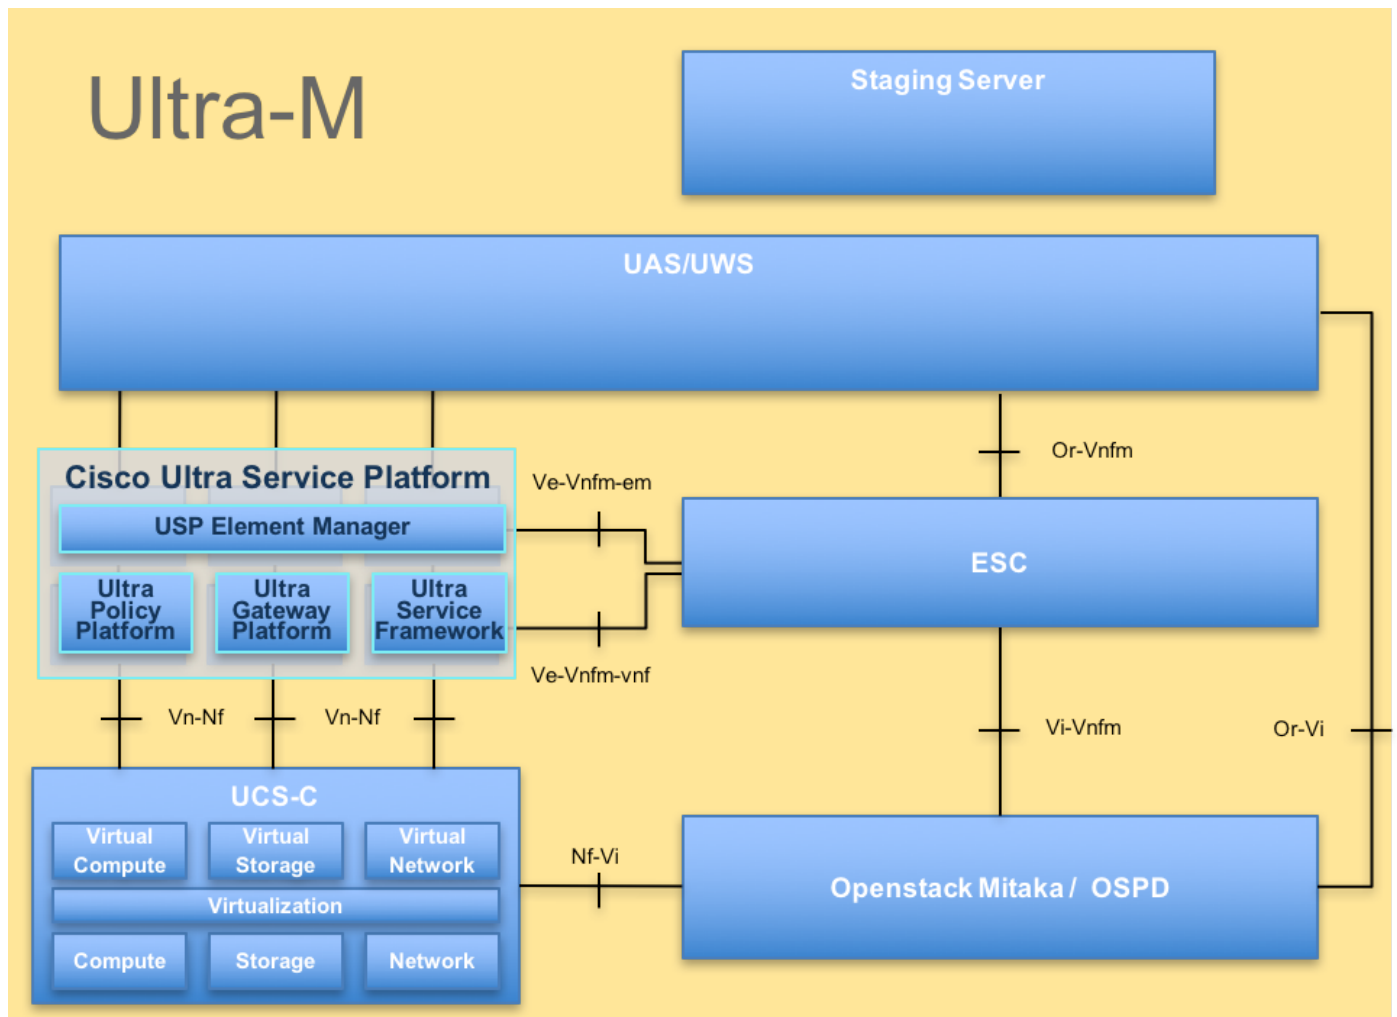 Ultra-M
Staging Server
UAS/UWS
Or-Vnfm
Cisco Ultra Service Platform
Ve-Vnfm-em
USP Element Manager
ESC
Ultra
Policy
Platform
Ultra
Gateway
Platform
Ultra
Service
Framework
Ve-Vnfm-vnf
Vn-Nf
Vn-Nf
Vi-Vnfm
Or-Vi
UCS-C
Virtual
Compute
Virtual
Storage
Virtual
Network
Nf-Vi
Openstack Mitaka / OSPD
Virtualization
Compute
Storage
Network